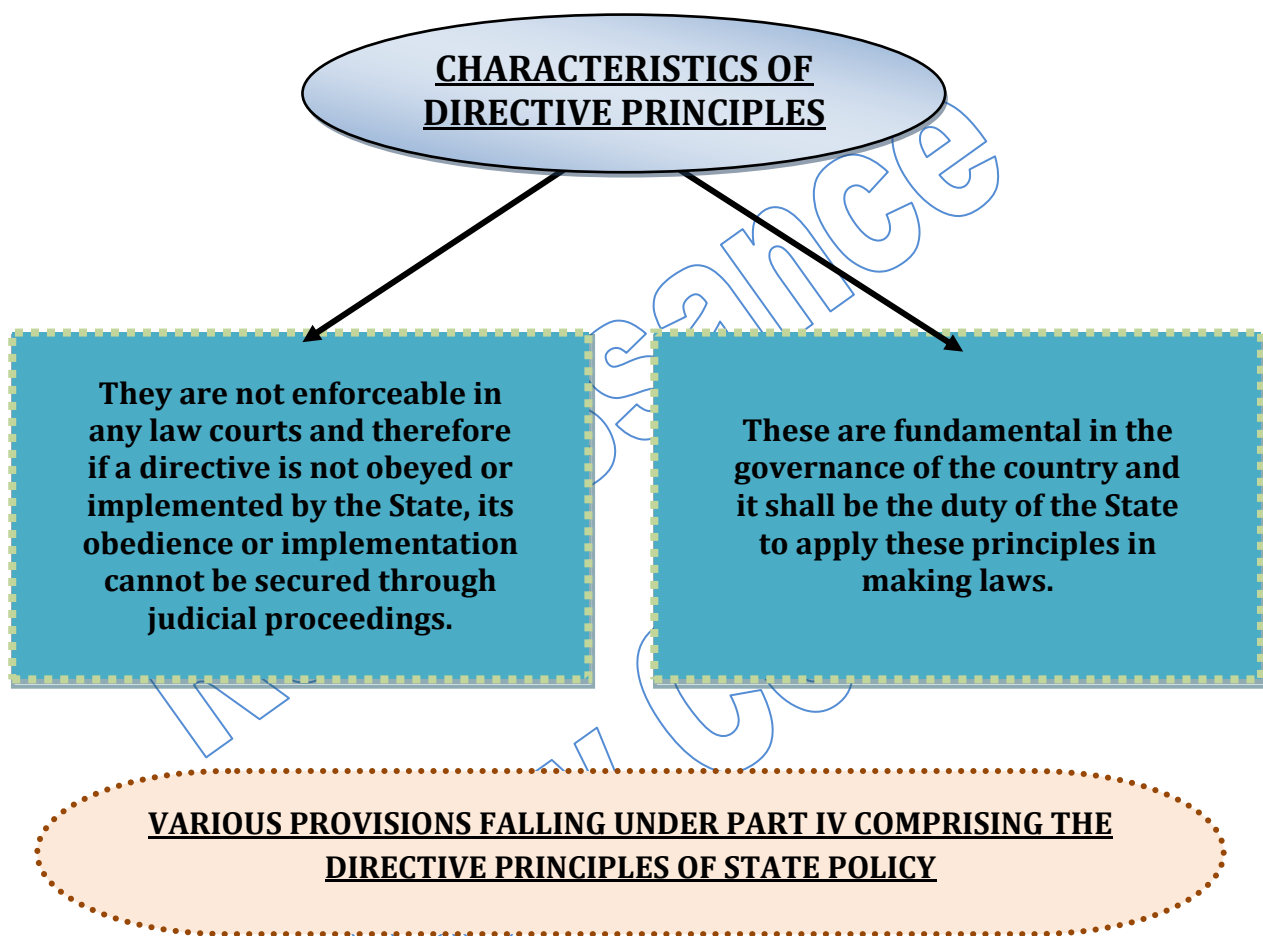 CHARACTERISTICS OF
DIRECTIVE PRINCIPLES
They are not enforceable in
any law courts and therefore
if a directive is not obeyed or
implemented by the State, its
obedience or implementation
cannot be secured through
judicial proceedings.
These are fundamental in the
governance of the country and
it shall be the duty of the State
to apply these principles in
making laws.
VARIOUS PROVISIONS FALLING UNDER PART IV COMPRISING THE
DIRECTIVE PRINCIPLES OF STATE POLICY